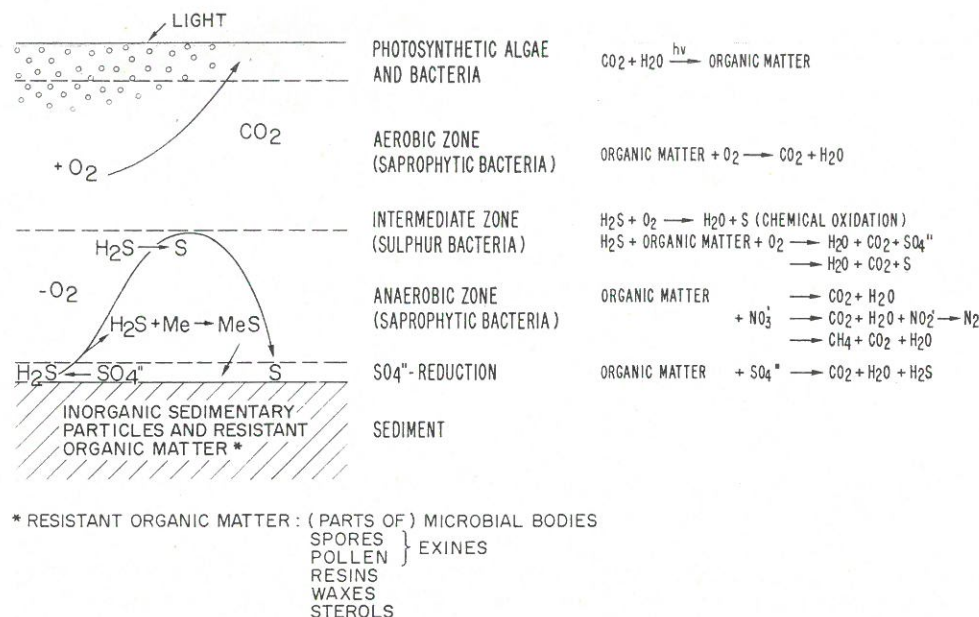 LIGHT
PHOTOSYNTHETIC ALGAE
AND BACTERIA
CO2 + H2O hν → ORGANIC MATTER
CO2
+ O2
AEROBIC ZONE
(SAPROPHYTIC BACTERIA)
ORGANIC MATTER + O2 → CO2 + H2O
INTERMEDIATE ZONE
(SULPHUR BACTERIA)
H2S + O2 → H2O + S (CHEMICAL OXIDATION)
H2S + ORGANIC MATTER + O2 → H2O + CO2 + SO4"
→ H2O + CO2 + S
H2S → S
-O2
H2S + Me → MeS
ANAEROBIC ZONE
(SAPROPHYTIC BACTERIA)
ORGANIC MATTER → CO2 + H2O
+ NO3' → CO2 + H2O + NO2' → N2
→ CH4 + CO2 + H2O
H2S ← SO4" S
SO4"-REDUCTION
ORGANIC MATTER + SO4" → CO2 + H2O + H2S
INORGANIC SEDIMENTARY
PARTICLES AND RESISTANT
ORGANIC MATTER *
SEDIMENT
* RESISTANT ORGANIC MATTER : (PARTS OF) MICROBIAL BODIES
SPORES
POLLEN } EXINES
RESINS
WAXES
STEROLS